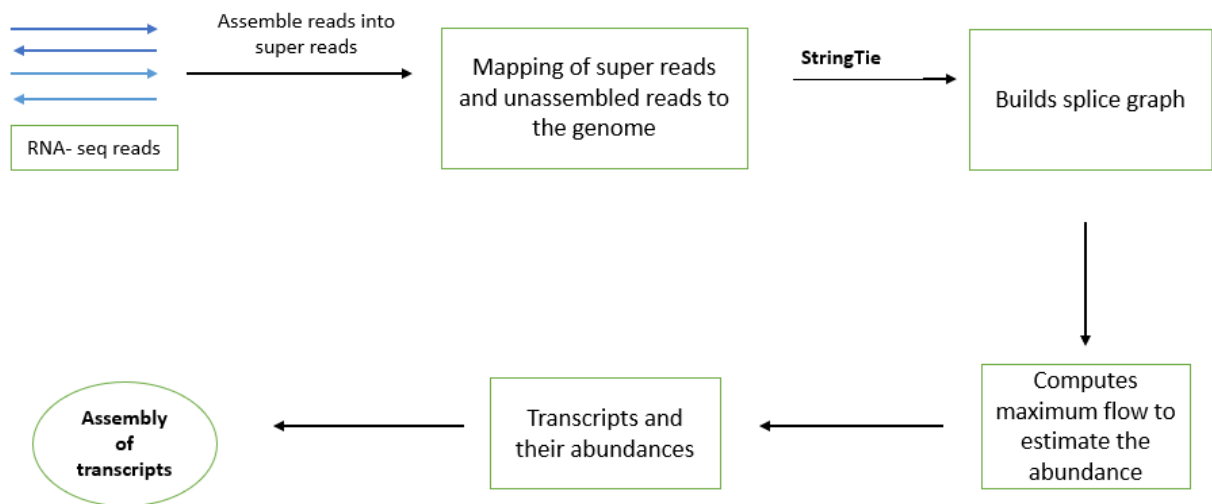 Assemble reads into
super reads
RNA- seq reads
Mapping of super reads
and unassembled reads to
the genome
StringTie
Builds splice graph
Computes
maximum flow to
estimate the
abundance
Transcripts and
their abundances
Assembly
of
transcripts